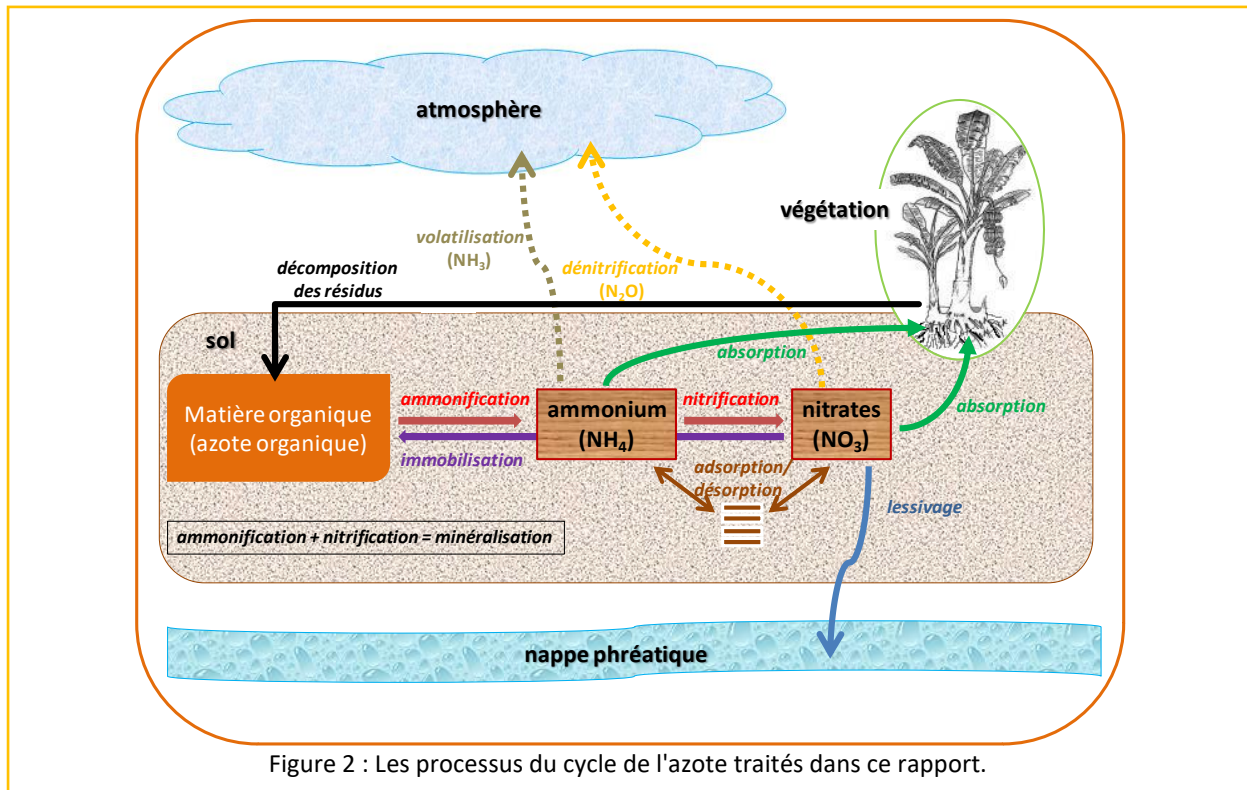 atmosphère
végétation
volatilisation
(NH₃)
dénitrification
(N₂O)
décomposition
des résidus
sol
absorption
Matière organique
(azote organique)
ammonification
immobilisation
ammonium
(NH₄)
nitrification
nitrates
(NO₃)
absorption
adsorption/
désorption
lessivage
ammonification + nitrification = minéralisation
nappe phréatique
Figure 2 : Les processus du cycle de l'azote traités dans ce rapport.